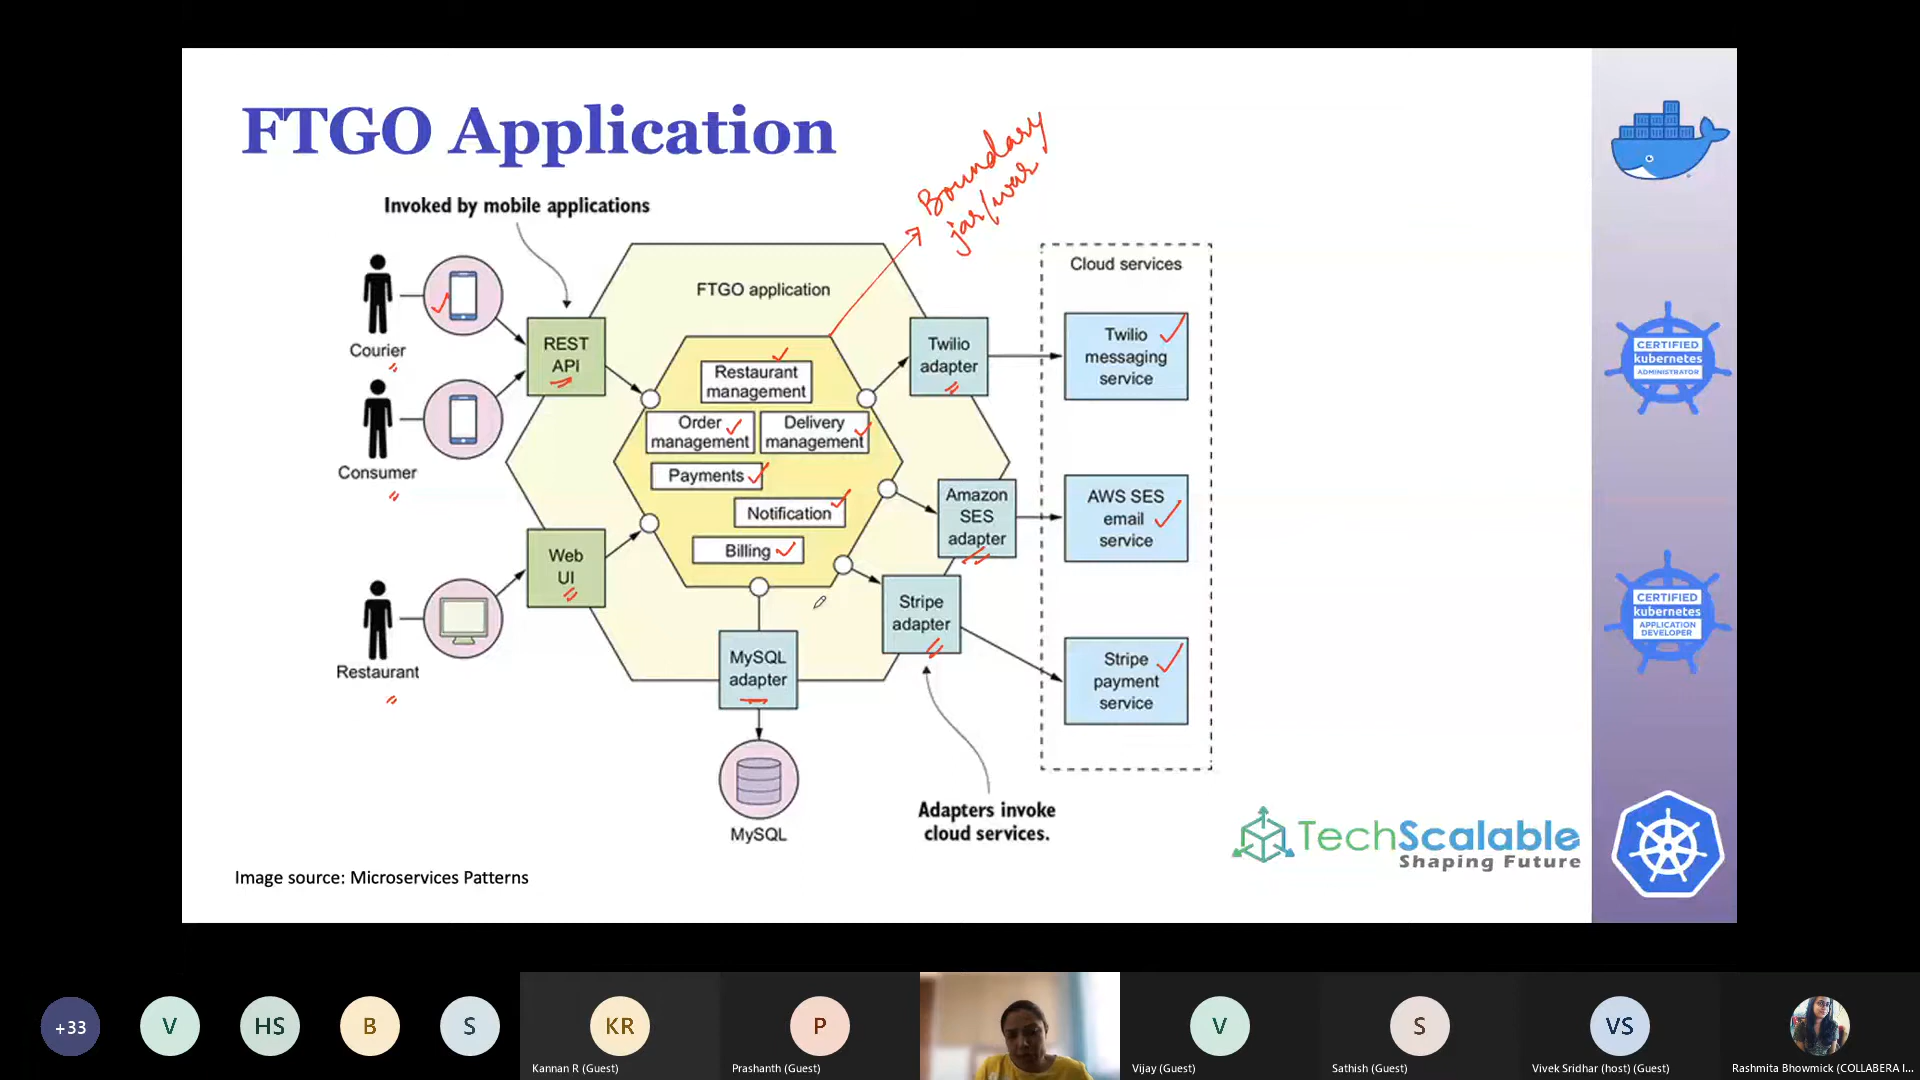 FTGO Application
Boundary
jar/war
Invoked by mobile applications
Courier
Consumer
Restaurant
REST
API
Web
UI
FTGO application
Restaurant
management
Order
management
Delivery
management
Payments
Notification
Billing
Twilio
adapter
Amazon
SES
adapter
Stripe
adapter
MySQL
adapter
MySQL
Cloud services
Twilio
messaging
service
AWS SES
email
service
Stripe
payment
service
Adapters invoke
cloud services.
Image source: Microservices Patterns
TechScalable
Shaping Future
CERTIFIED
kubernetes
ADMINISTRATOR
CERTIFIED
kubernetes
APPLICATION
DEVELOPER
+33
V
HS
B
S
KR
Kannan R (Guest)
P
Prashanth (Guest)
V
Vijay (Guest)
S
Sathish (Guest)
VS
Vivek Sridhar (host) (Guest)
Rashmita Bhowmick (COLLABERA I...